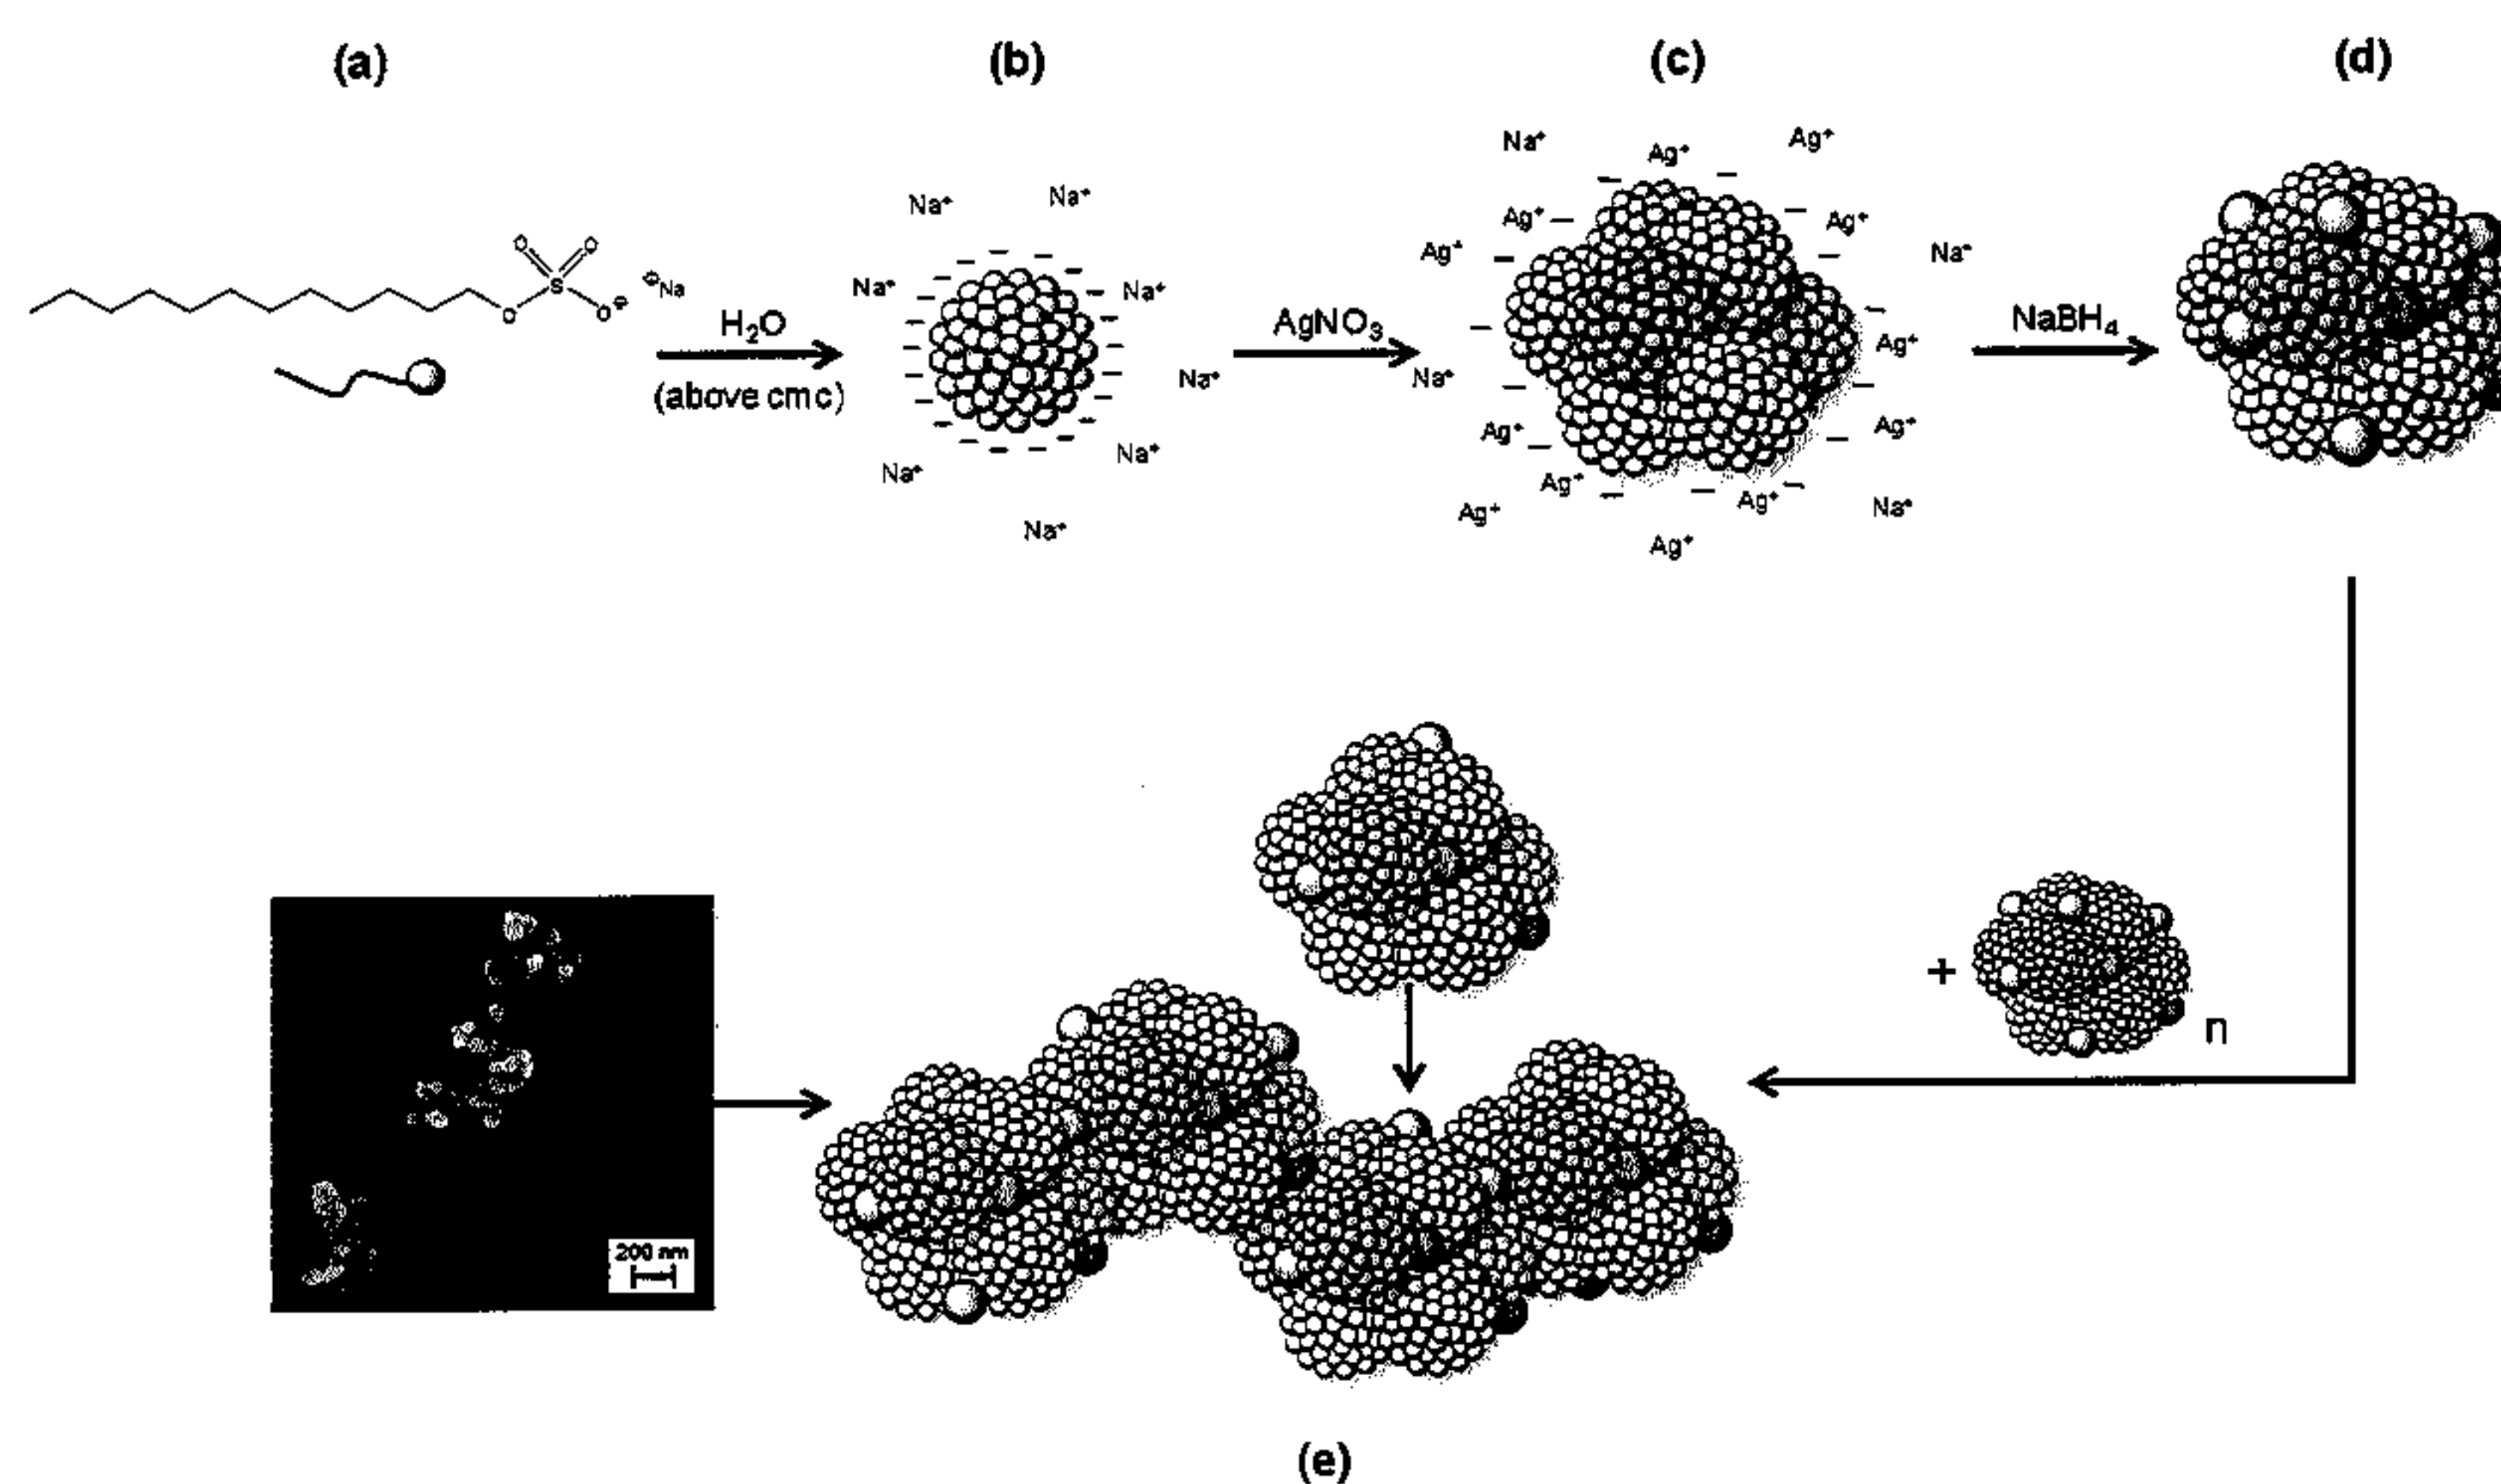 (a)
(b)
(c)
(d)
O
O
S
O
O⊖
⊕Na
H₂O
(above cmc)
Na⁺
Na⁺
Na⁺
Na⁺
Na⁺
Na⁺
Na⁺
Na⁺
AgNO₃
Na⁺
Ag⁺
Ag⁺
Ag⁺
Ag⁺
Ag⁺
Na⁺
Ag⁺
Na⁺
Ag⁺
Ag⁺
Ag⁺
Ag⁺
Ag⁺
Na⁺
Ag⁺
NaBH₄
+
n
200 nm
(e)